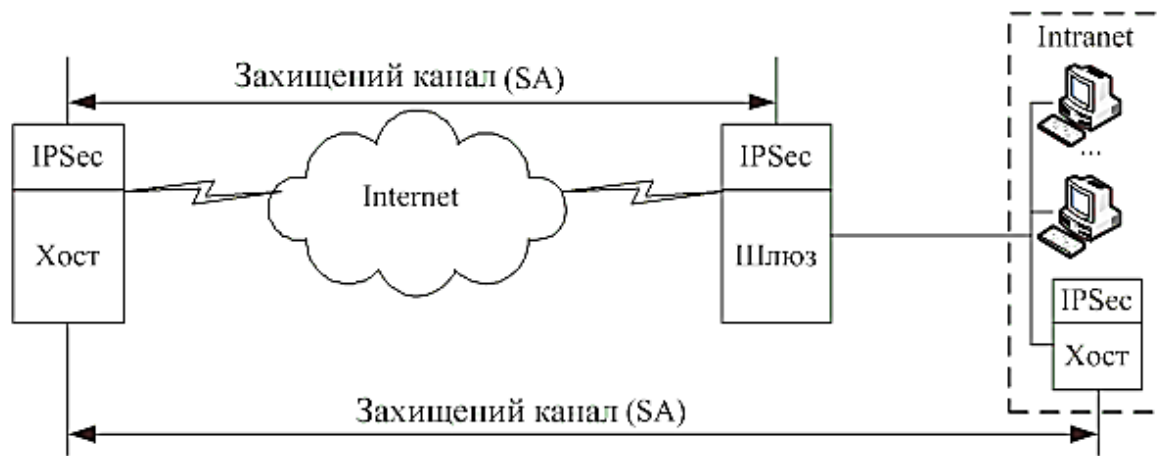 Intranet
Захищений канал (SA)
IPSec
IPSec
...
Internet
Хост
Шлюз
IPSec
Хост
Захищений канал (SA)